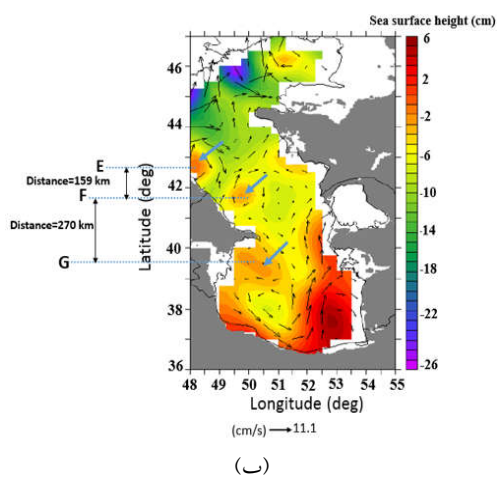 Sea surface height (cm)
6
2
-2
-6
-10
-14
-18
-22
-26
46
44
42
40
38
36
Latitude (deg)
E
Distance=159 km
F
Distance=270 km
G
48 49 50 51 52 53 54 55
Longitude (deg)
(cm/s) → 11.1
(ب)